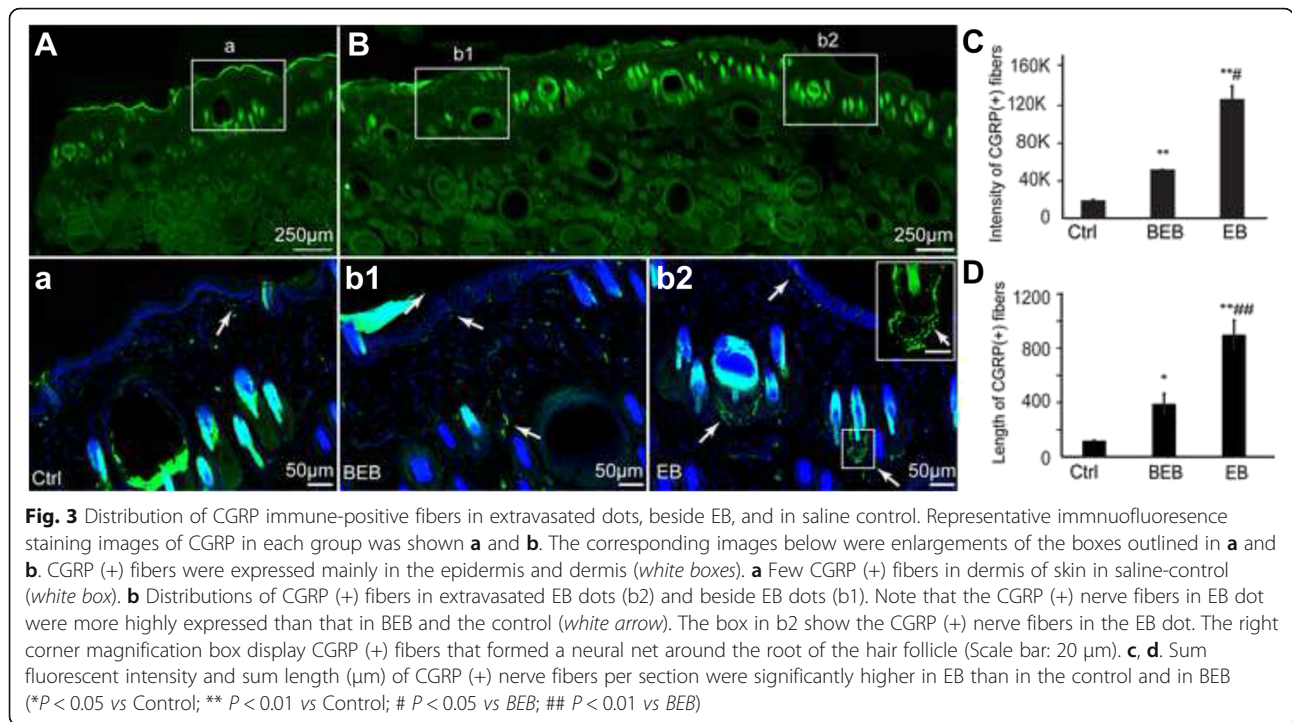 A
a
250µm
B
b1
b2
250µm
C
Intensity of CGRP(+) fibers
160K
120K
80K
40K
0
**
**#
Ctrl
BEB
EB
a
Ctrl
50µm
b1
BEB
50µm
b2
EB
50µm
D
Length of CGRP(+) fibers
1200
800
400
0
*
**##
Ctrl
BEB
EB
Fig. 3 Distribution of CGRP immune-positive fibers in extravasated dots, beside EB, and in saline control. Representative immnuofluoresence
staining images of CGRP in each group was shown a and b. The corresponding images below were enlargements of the boxes outlined in a and
b. CGRP (+) fibers were expressed mainly in the epidermis and dermis (white boxes). a Few CGRP (+) fibers in dermis of skin in saline-control
(white box). b Distributions of CGRP (+) fibers in extravasated EB dots (b2) and beside EB dots (b1). Note that the CGRP (+) nerve fibers in EB dot
were more highly expressed than that in BEB and the control (white arrow). The box in b2 show the CGRP (+) nerve fibers in the EB dot. The right
corner magnification box display CGRP (+) fibers that formed a neural net around the root of the hair follicle (Scale bar: 20 µm). c, d. Sum
fluorescent intensity and sum length (µm) of CGRP (+) nerve fibers per section were significantly higher in EB than in the control and in BEB
(*P < 0.05 vs Control; ** P < 0.01 vs Control; # P < 0.05 vs BEB; ## P < 0.01 vs BEB)